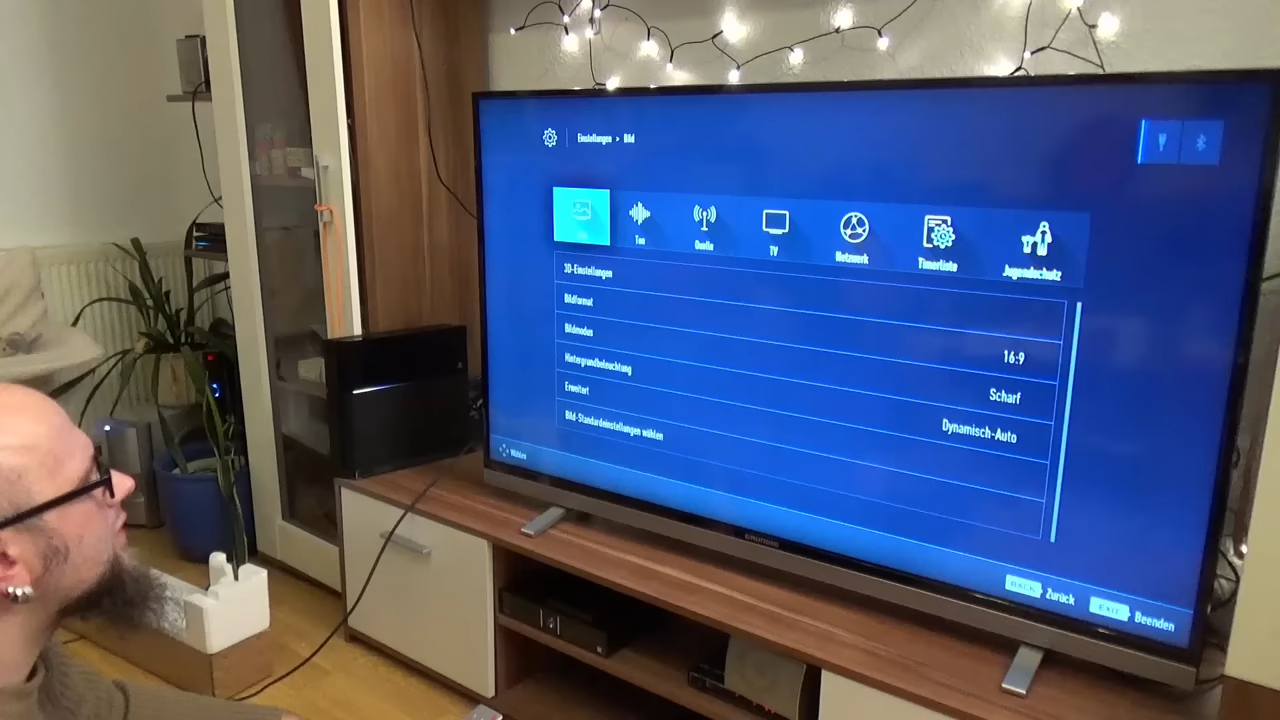 Einstellungen > Bild
Ton
Quelle
TV
Netzwerk
Timerliste
Jugendschutz
3D-Einstellungen
Bildformat
16:9
Bildmodus
Scharf
Hintergrundbeleuchtung
Dynamisch-Auto
Erweitert
Bild-Standardeinstellungen wählen
Wählen
BACK Zurück
EXIT Beenden
GRUNDIG